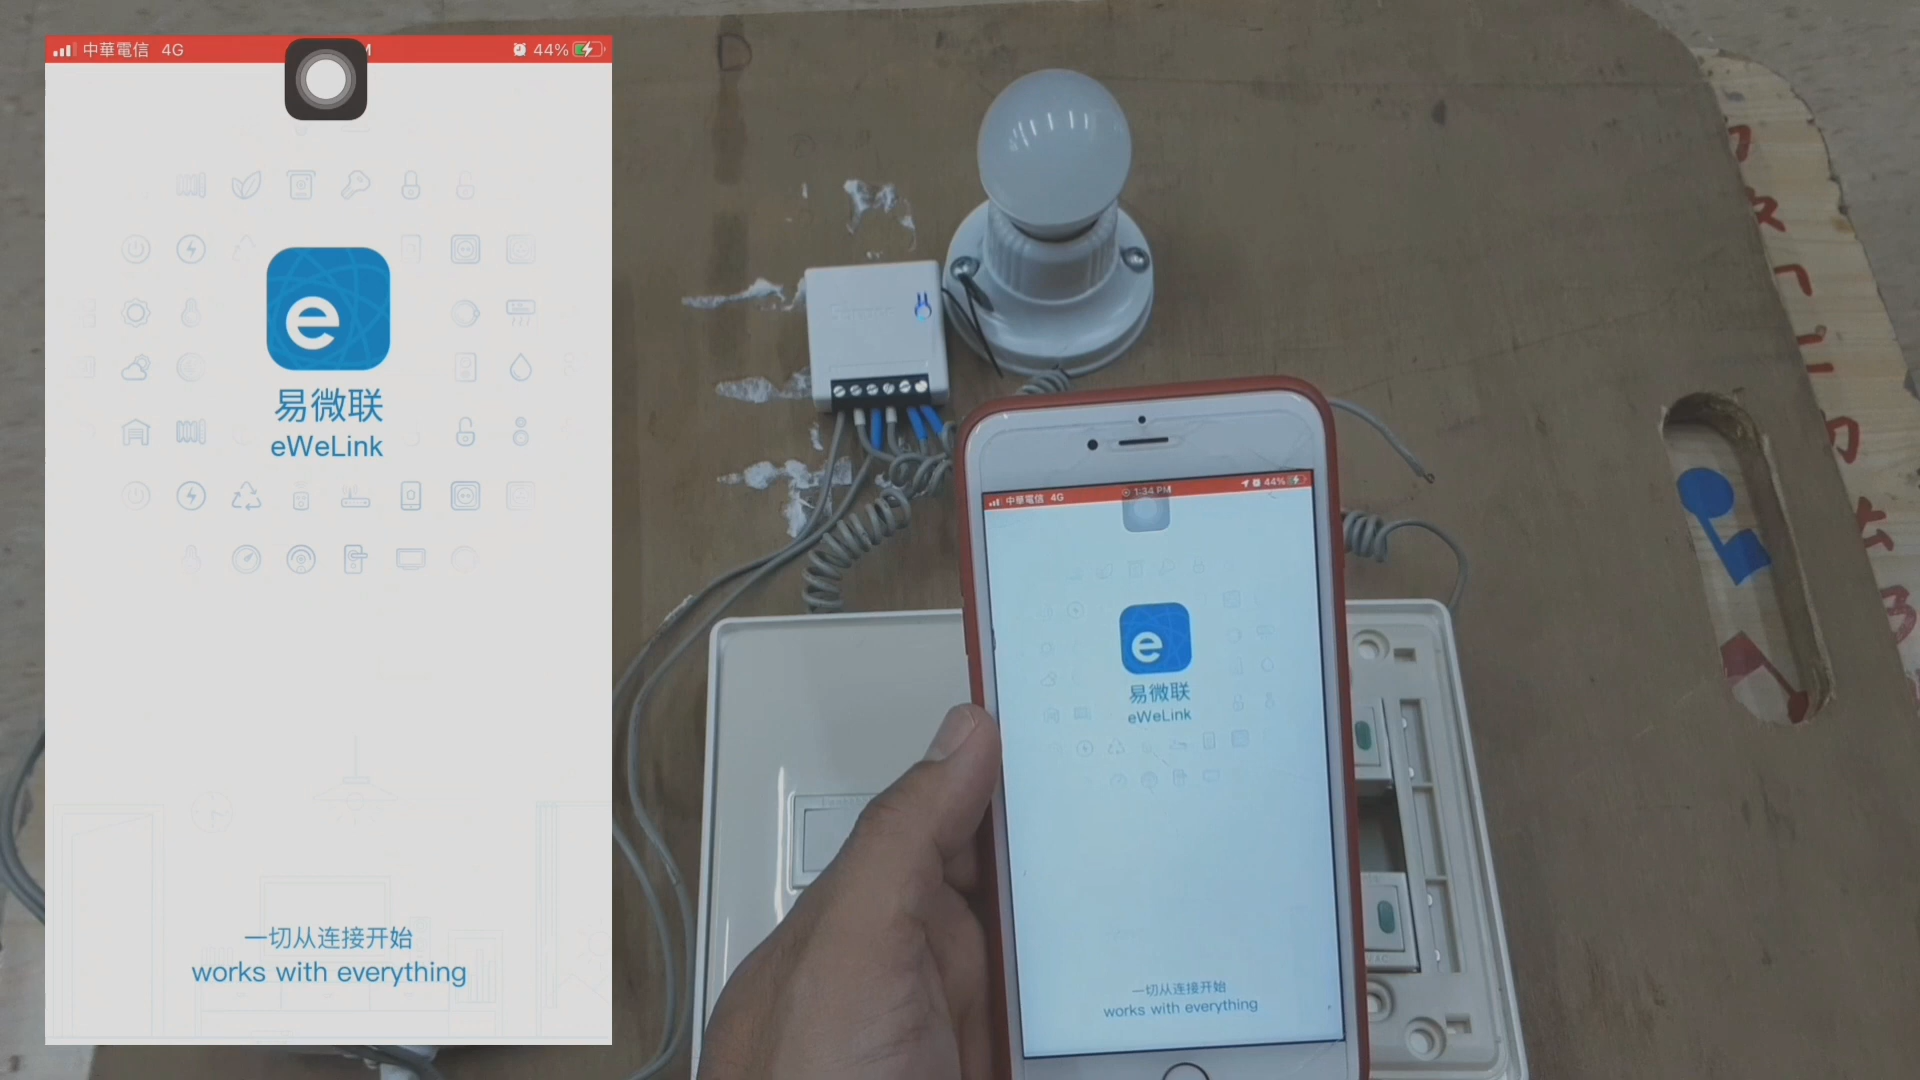 中華電信 4G
44%
e
易微联
eWeLink
一切从连接开始
works with everything
中華電信 4G
1:34 PM
44%
e
易微联
eWeLink
一切从连接开始
works with everything